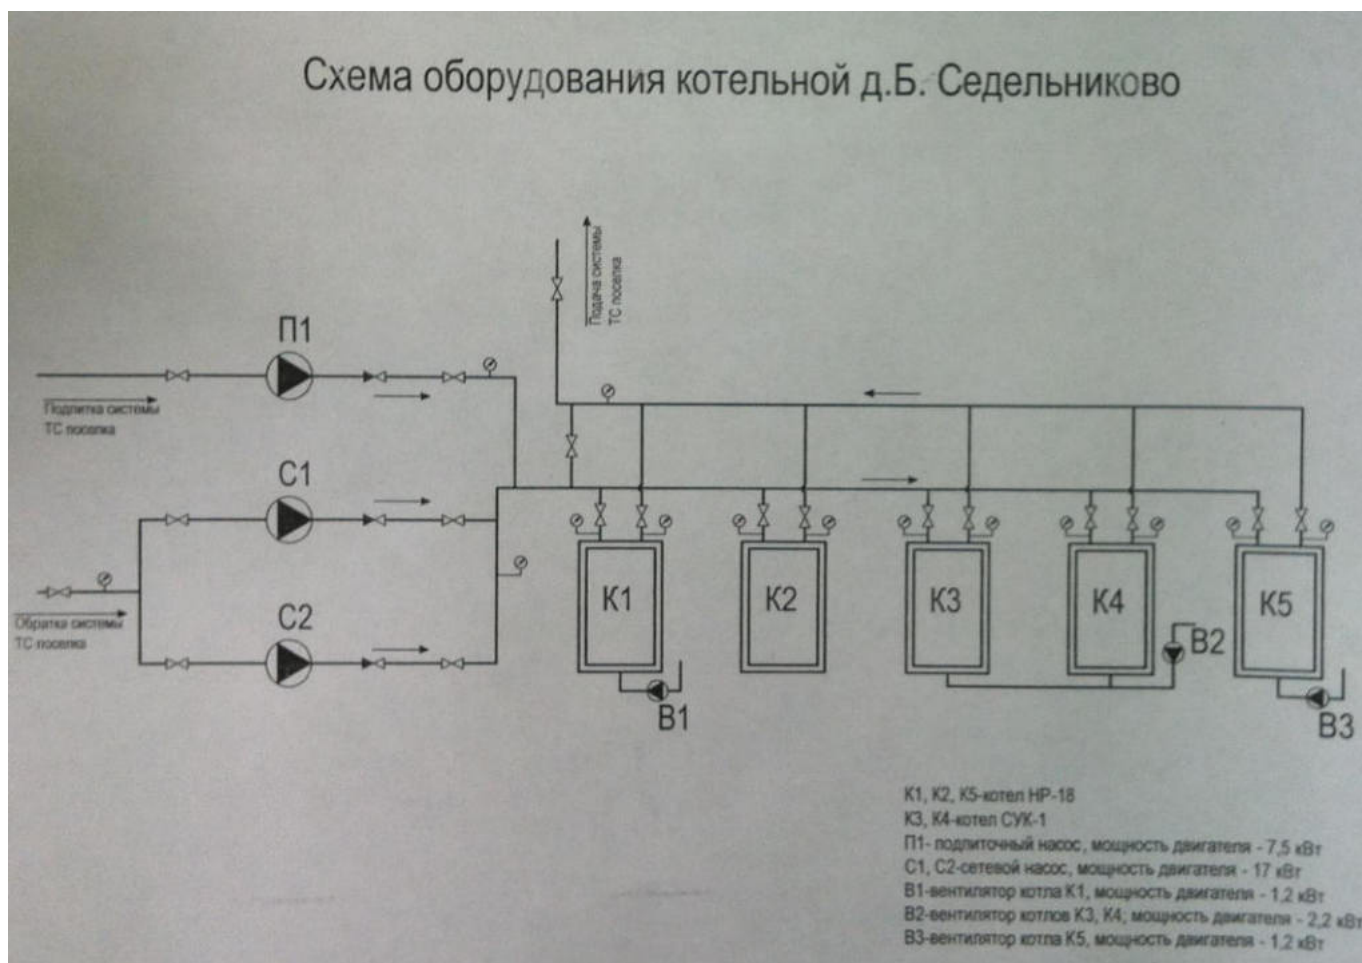 Схема оборудования котельной д.Б. Седельниково
Подача системы
ТС поселка
П1
Подпитка системы
ТС поселка
С1
С2
Обратка системы
ТС поселка
К1
К2
К3
К4
К5
В1
В2
В3
К1, К2, К5-котел НР-18
К3, К4-котел СУК-1
П1- подпиточный насос, мощность двигателя - 7,5 кВт
С1, С2-сетевой насос, мощность двигателя - 17 кВт
В1-вентилятор котла К1, мощность двигателя - 1,2 кВт
В2-вентилятор котлов К3, К4, мощность двигателя - 2,2 кВт
В3-вентилятор котла К5, мощность двигателя - 1,2 кВт